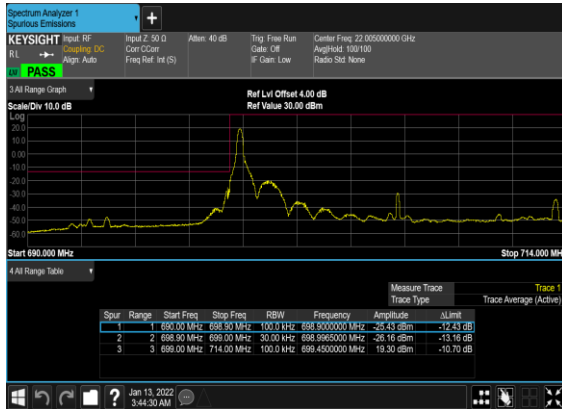 Spectrum Analyzer 1
Spurious Emissions
KEYSIGHT Input: RF Input Z: 50 Ω Atten: 40 dB Trig: Free Run Center Freq: 22.005000000 GHz
RL Coupling: DC Corr CCorr Gate: Off Avg|Hold: 100/100
Align: Auto Freq Ref: Int (S) IF Gain: Low Radio Std: None
LV PASS
3 All Range Graph
Ref Lvl Offset 4.00 dB
Scale/Div 10.0 dB Ref Value 30.00 dBm
Log
20.0
10.0
0.00
-10.0
-20.0
-30.0
-40.0
-50.0
-60.0
Start 690.000 MHz Stop 714.000 MHz
4 All Range Table
Measure Trace Trace 1
Trace Type Trace Average (Active)
Spur Range Start Freq Stop Freq RBW Frequency Amplitude ΔLimit
1 1 690.00 MHz 698.90 MHz 100.0 kHz 698.9000000 MHz -25.43 dBm -12.43 dB
2 2 698.90 MHz 699.00 MHz 30.00 kHz 698.9965000 MHz -26.16 dBm -13.16 dB
3 3 699.00 MHz 714.00 MHz 100.0 kHz 699.4500000 MHz 19.30 dBm -10.70 dB
Jan 13, 2022
3:44:30 AM